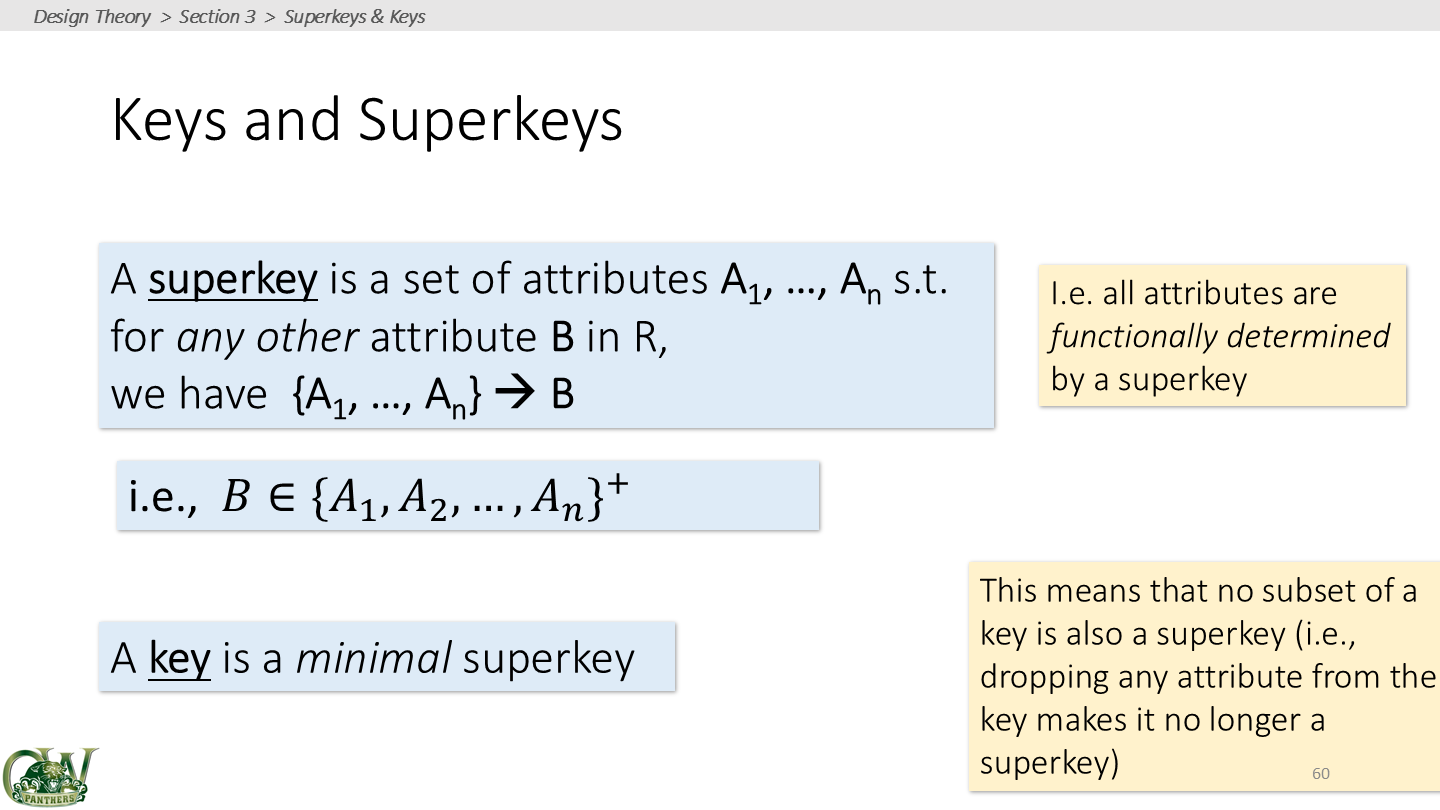 Design Theory > Section 3 > Superkeys & Keys
Keys and Superkeys
A superkey is a set of attributes A₁, …, Aₙ s.t.
for any other attribute B in R,
we have {A₁, …, Aₙ} → B
I.e. all attributes are
functionally determined
by a superkey
i.e., 𝐵 ∈ {𝐴₁, 𝐴₂, … , 𝐴ₙ}⁺
A key is a minimal superkey
This means that no subset of a
key is also a superkey (i.e.,
dropping any attribute from the
key makes it no longer a
superkey)
CW
PANTHERS
60